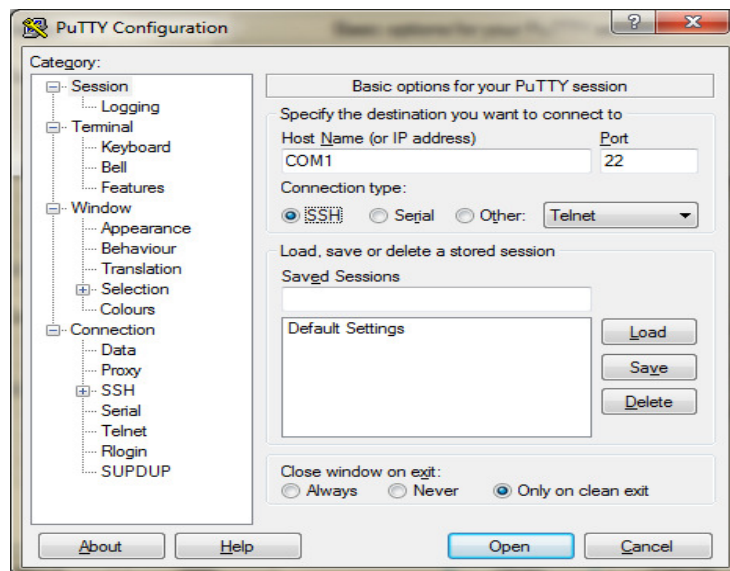 PuTTY Configuration
Category:
Session
Logging
Terminal
Keyboard
Bell
Features
Window
Appearance
Behaviour
Translation
Selection
Colours
Connection
Data
Proxy
SSH
Serial
Telnet
Rlogin
SUPDUP
Basic options for your PuTTY session
Specify the destination you want to connect to
Host Name (or IP address) Port
COM1 22
Connection type:
SSH Serial Other: Telnet
Load, save or delete a stored session
Saved Sessions
Default Settings
Load
Save
Delete
Close window on exit:
Always Never Only on clean exit
About Help Open Cancel